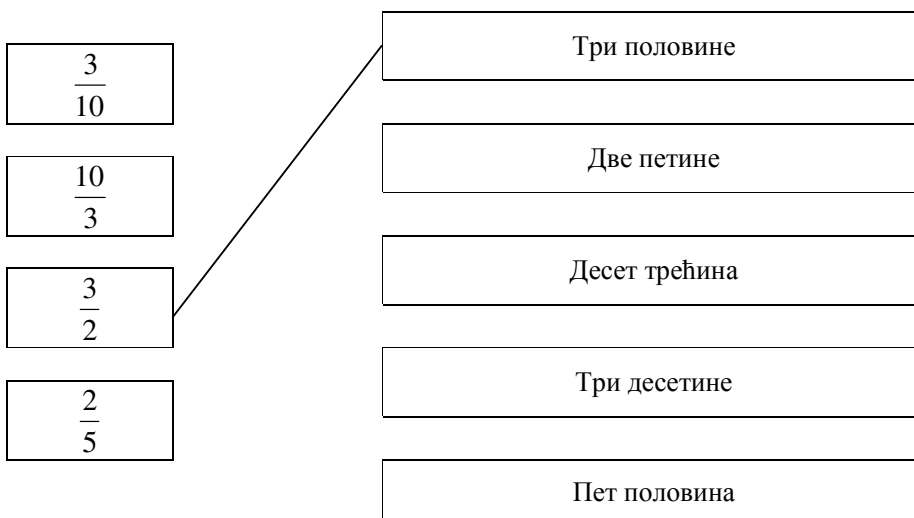 3/10
10/3
3/2
2/5
Три половине
Две петине
Десет трећина
Три десетине
Пет половина